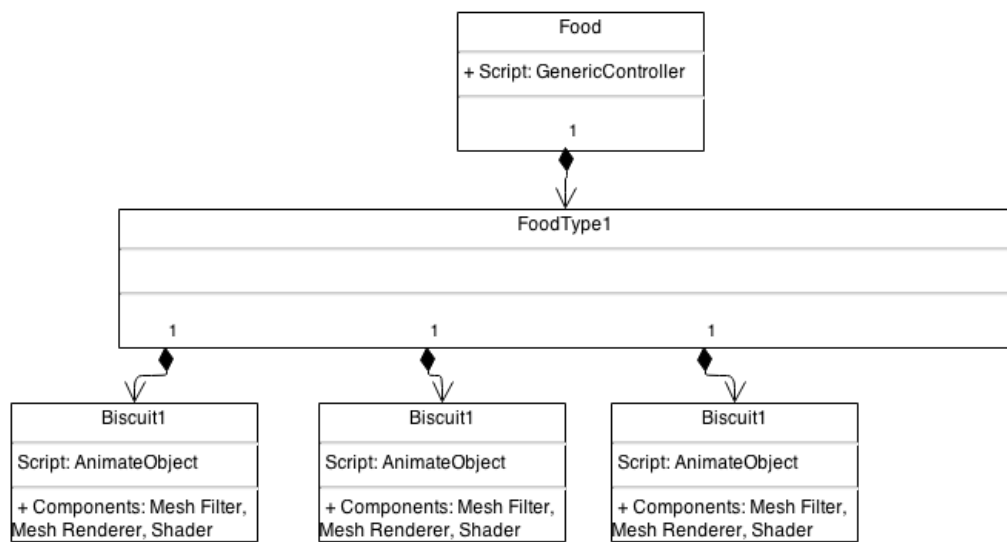 Food
+ Script: GenericController
1
FoodType1
1
1
1
Biscuit1
Script: AnimateObject
+ Components: Mesh Filter,
Mesh Renderer, Shader
Biscuit1
Script: AnimateObject
+ Components: Mesh Filter,
Mesh Renderer, Shader
Biscuit1
Script: AnimateObject
+ Components: Mesh Filter,
Mesh Renderer, Shader